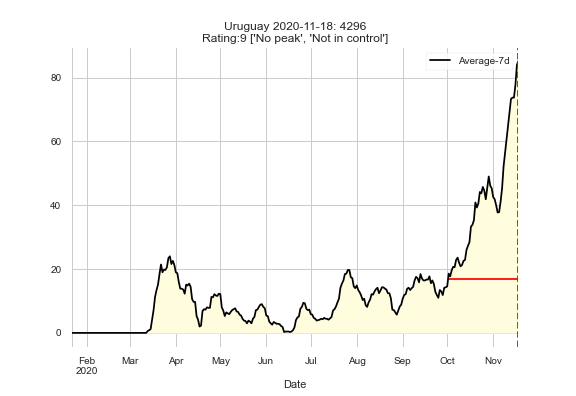 Uruguay 2020-11-18: 4296
Rating:9 ['No peak', 'Not in control']
Average-7d
80
60
40
20
0
Feb Mar Apr May Jun Jul Aug Sep Oct Nov
2020
Date